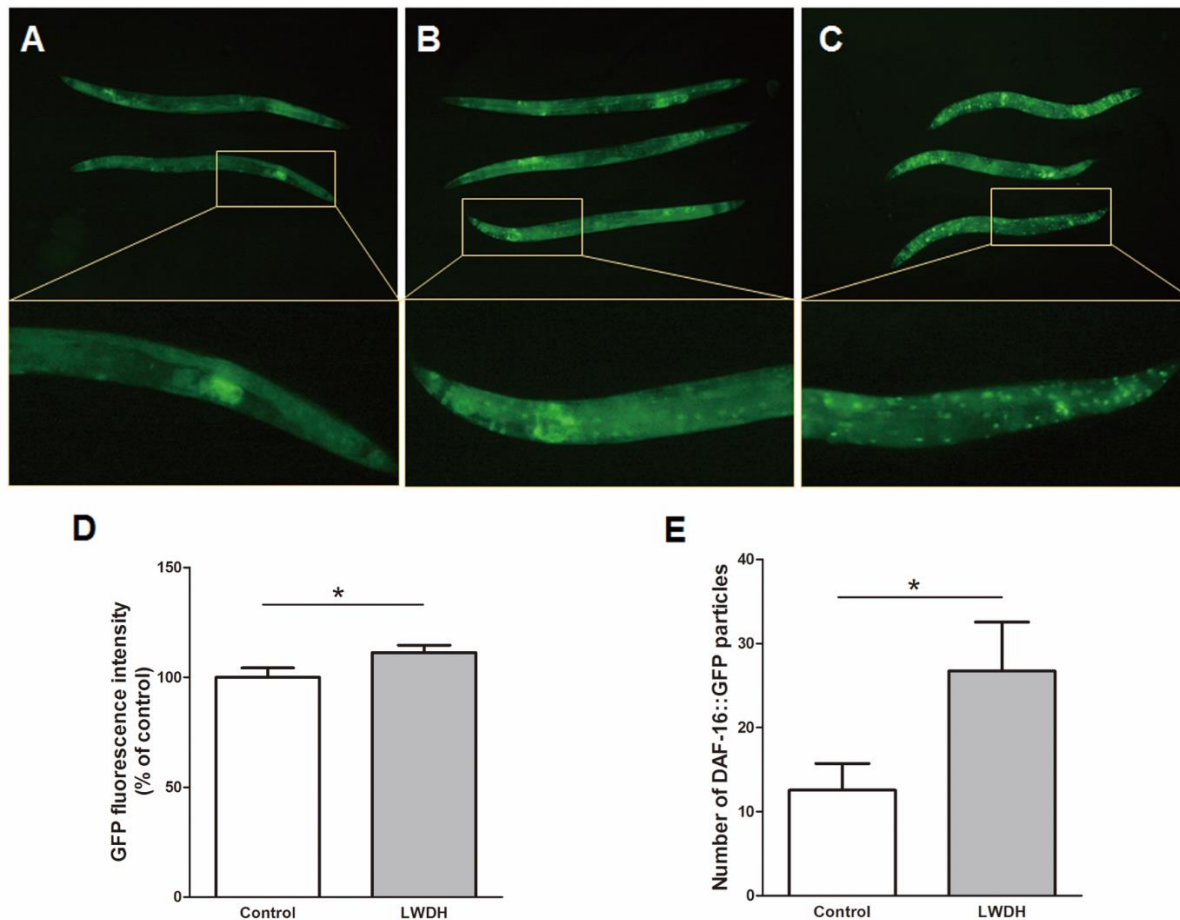 A
B
C
D
E
GFP fluorescence intensity
(% of control)
150
100
50
0
*
Control
LWDH
Number of DAF-16::GFP particles
40
30
20
10
0
*
Control
LWDH